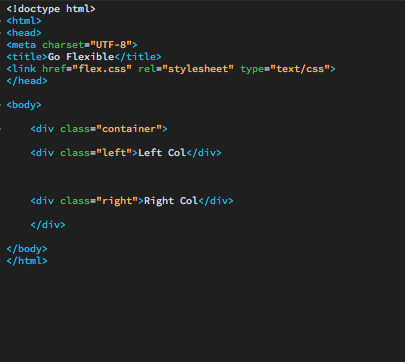 <!doctype html>
<html>
<head>
<meta charset="UTF-8">
<title>Go Flexible</title>
<link href="flex.css" rel="stylesheet" type="text/css">
</head>
<body>
<div class="container">
<div class="left">Left Col</div>
<div class="right">Right Col</div>
</div>
</body>
</html>